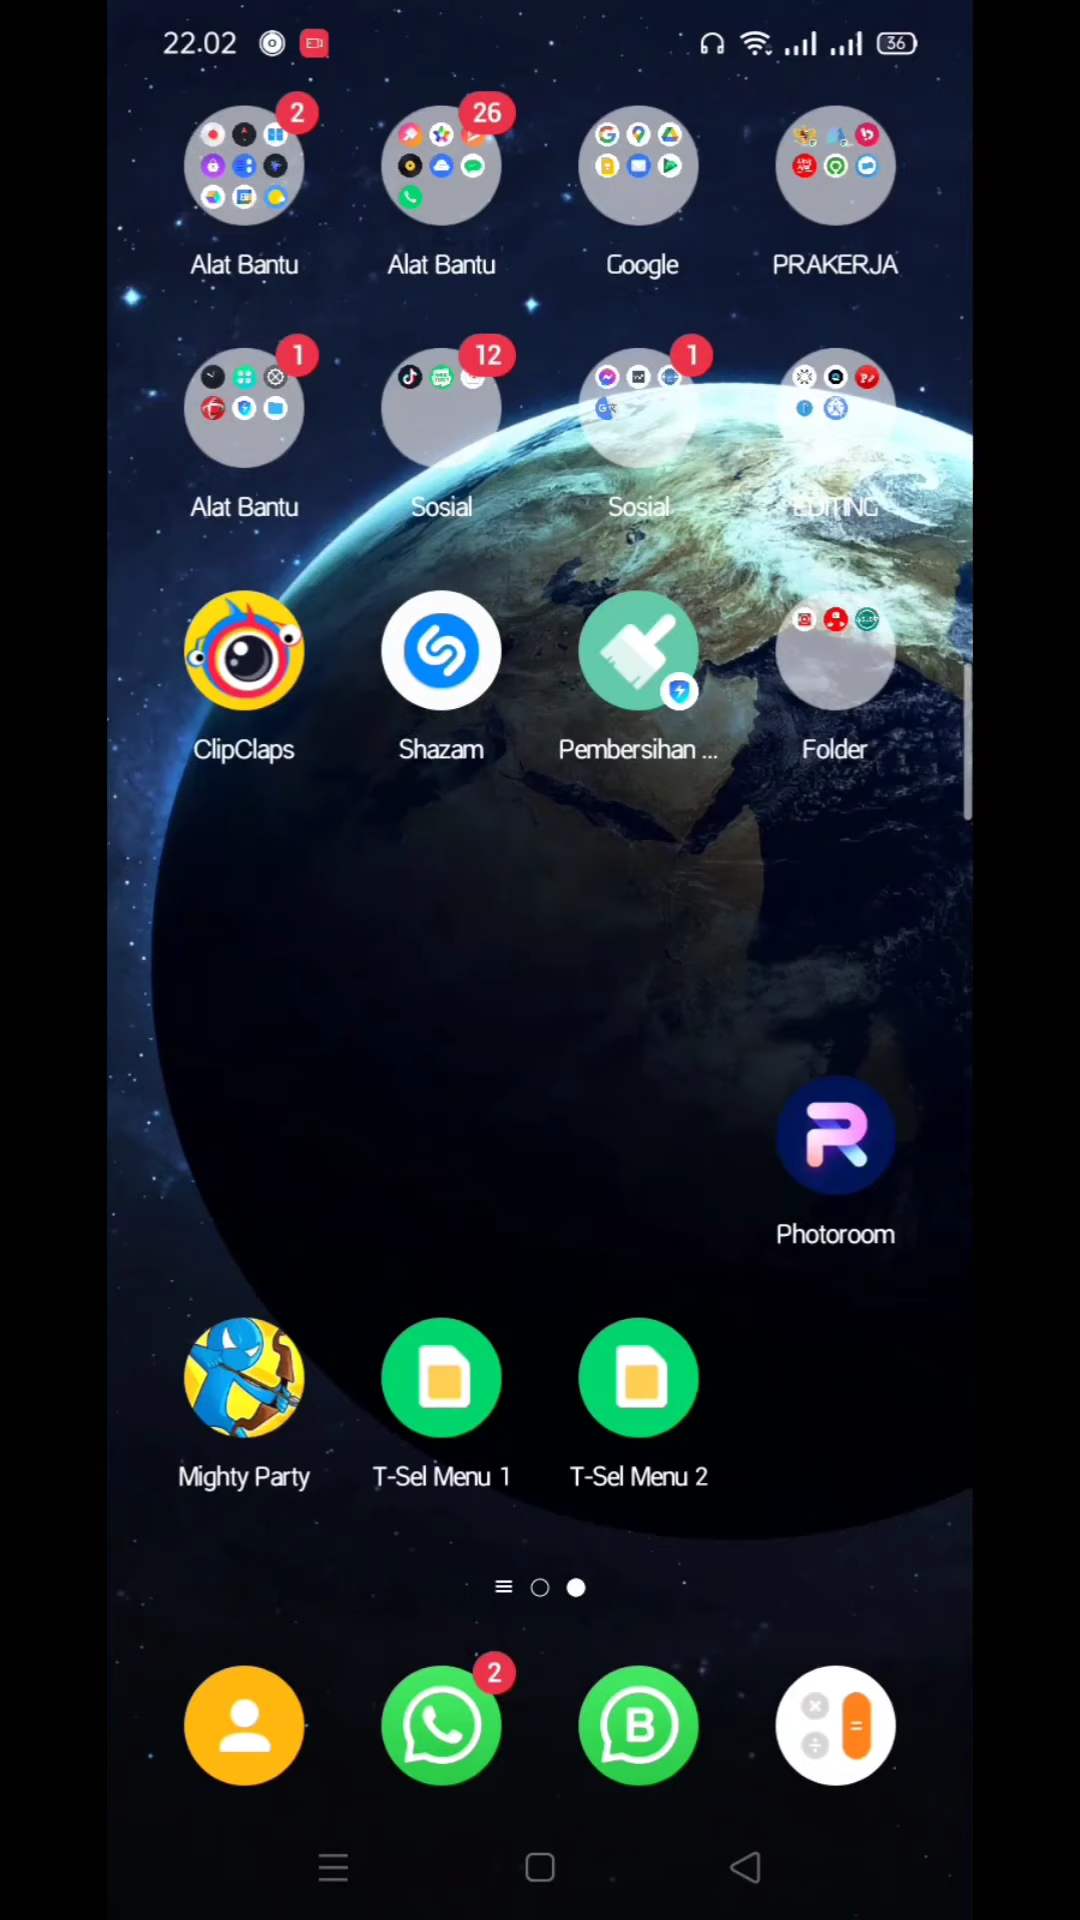 22.02
36
2
26
Alat Bantu
Alat Bantu
Google
PRAKERJA
1
12
1
Alat Bantu
Sosial
Sosial
EDITING
ClipClaps
Shazam
Pembersihan ...
Folder
Photoroom
Mighty Party
T-Sel Menu 1
T-Sel Menu 2
2
B